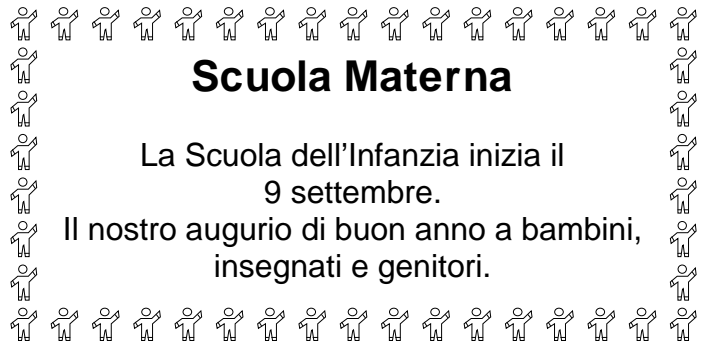 Scuola Materna
La Scuola dell’Infanzia inizia il
9 settembre.
Il nostro augurio di buon anno a bambini,
insegnati e genitori.